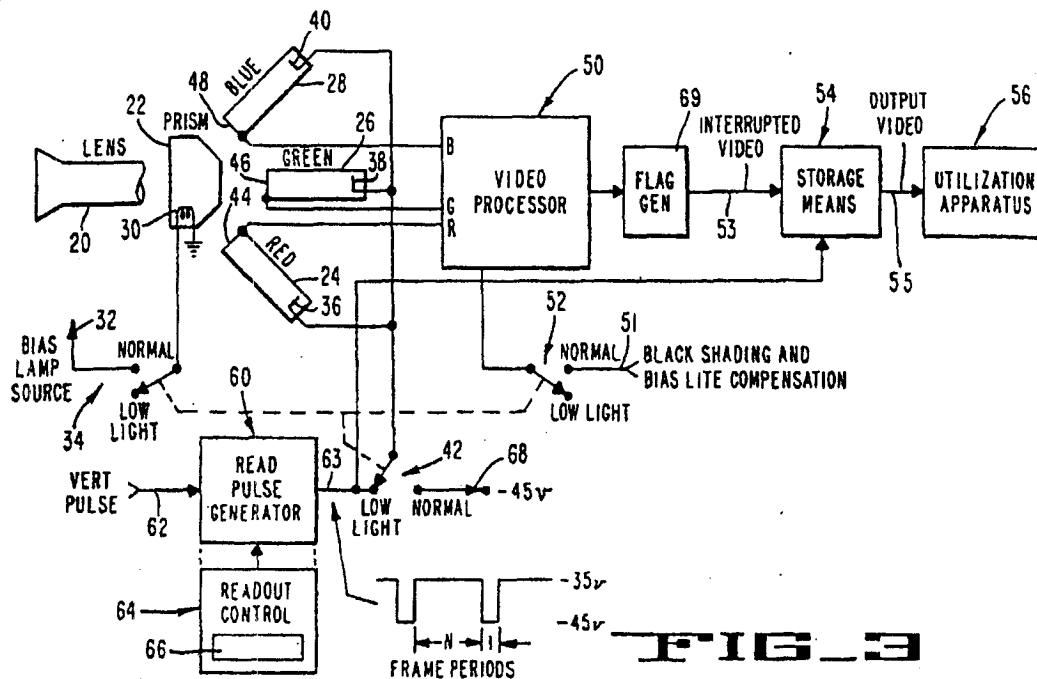 40
BLUE
48
28
50
22
PRISM
26
69
INTERRUPTED
VIDEO
54
OUTPUT
VIDEO
56
LENS
GREEN
38
B
46
VIDEO
PROCESSOR
FLAG
GEN
STORAGE
MEANS
UTILIZATION
APPARATUS
20
30
44
G
R
53
55
RED
24
36
32
BIAS
LAMP
SOURCE
NORMAL
34
LOW
LIGHT
52
NORMAL
51
BLACK SHADING AND
BIAS LITE COMPENSATION
LOW LIGHT
60
VERT
PULSE
62
READ
PULSE
GENERATOR
63
42
68
LOW
LIGHT
NORMAL
-45v
64
READOUT
CONTROL
66
-35v
-45v
N
1
FRAME PERIODS
FIG_3